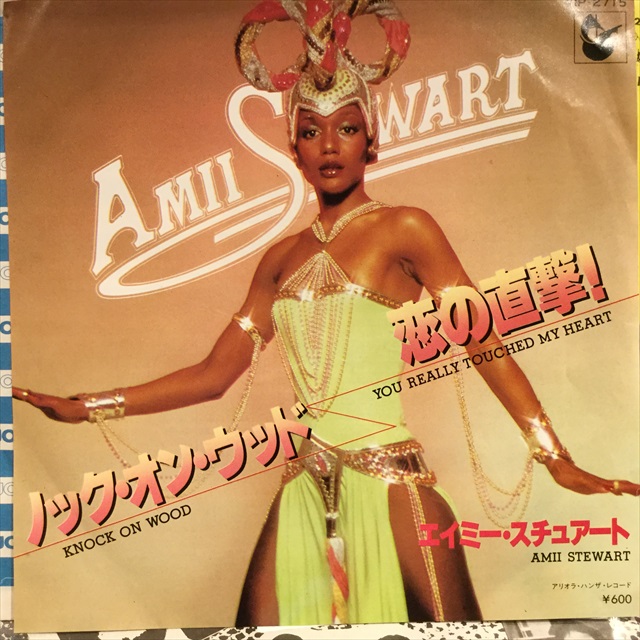 IP-2715
AMII STEWART
恋の直撃!
YOU REALLY TOUCHED MY HEART
ノック・オン・ウッド
KNOCK ON WOOD
エイミー・スチュアート
AMII STEWART
アリオラ・ハンザ・レコード
¥600